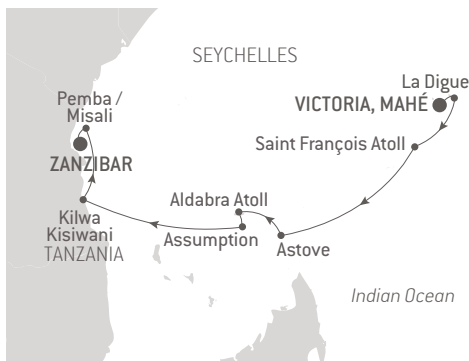 SEYCHELLES
La Digue
VICTORIA, MAHÉ
Pemba /
Misali
Saint François Atoll
ZANZIBAR
Aldabra Atoll
Kilwa
Kisiwani
TANZANIA
Assumption
Astove
Indian Ocean